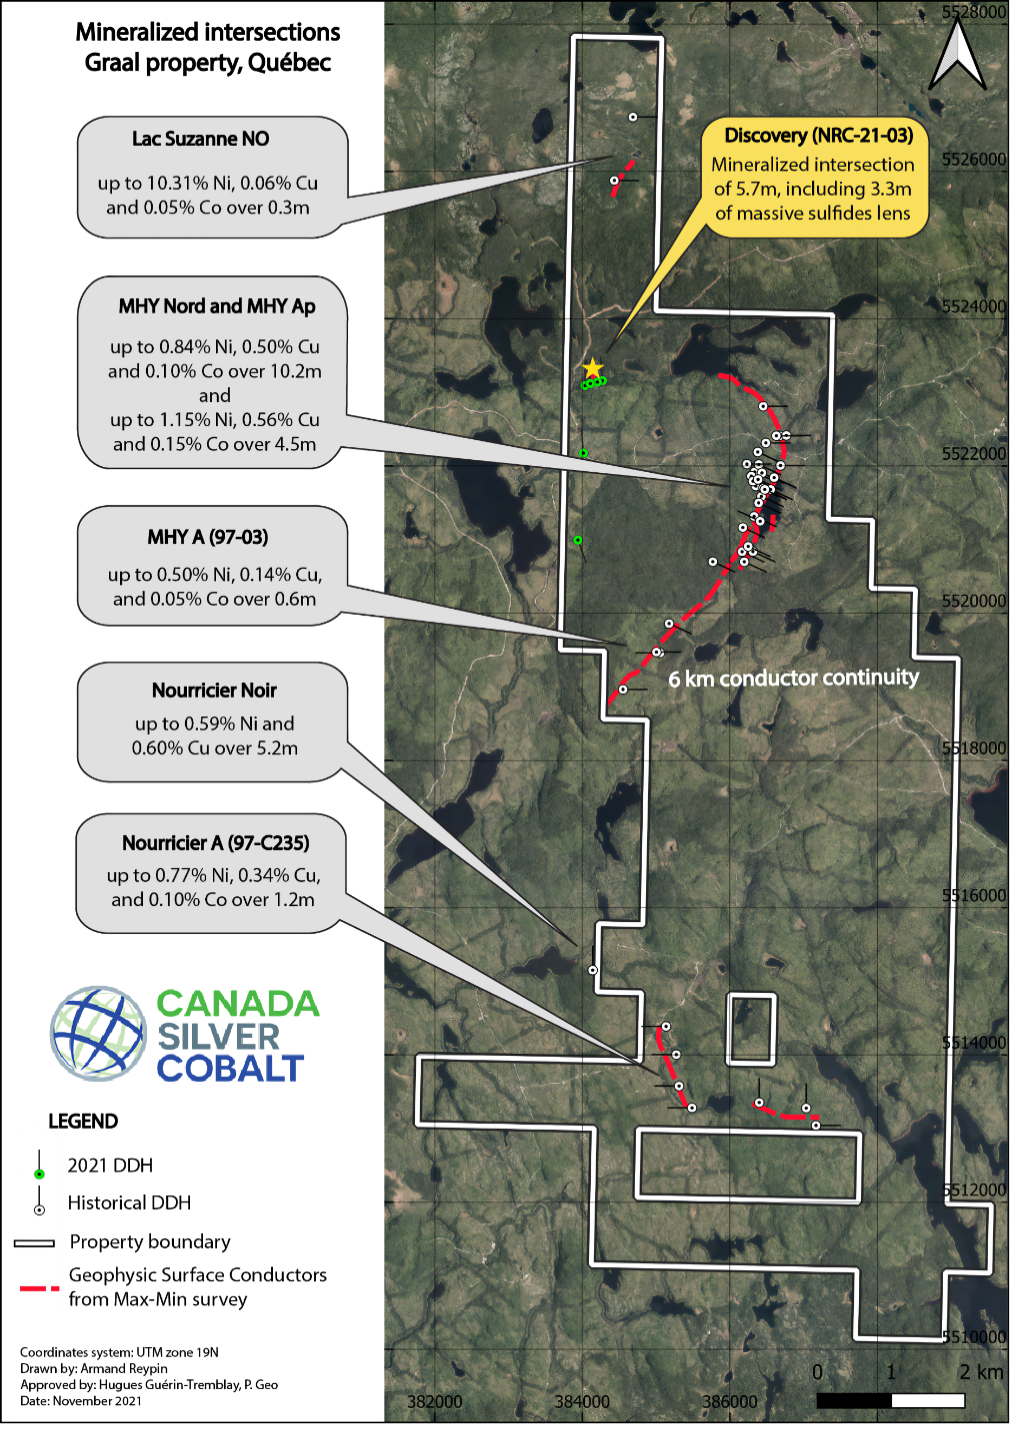 Mineralized intersections
Graal property, Québec
Lac Suzanne NO
up to 10.31% Ni, 0.06% Cu
and 0.05% Co over 0.3m
Discovery (NRC-21-03)
Mineralized intersection
of 5.7m, including 3.3m
of massive sulfides lens
MHY Nord and MHY Ap
up to 0.84% Ni, 0.50% Cu
and 0.10% Co over 10.2m
and
up to 1.15% Ni, 0.56% Cu
and 0.15% Co over 4.5m
MHY A (97-03)
up to 0.50% Ni, 0.14% Cu,
and 0.05% Co over 0.6m
6 km conductor continuity
Nourricier Noir
up to 0.59% Ni and
0.60% Cu over 5.2m
Nourricier A (97-C235)
up to 0.77% Ni, 0.34% Cu,
and 0.10% Co over 1.2m
5528000
5526000
5524000
5522000
5520000
5518000
5516000
5514000
5512000
5510000
CANADA
SILVER
COBALT
LEGEND
2021 DDH
Historical DDH
Property boundary
Geophysic Surface Conductors
from Max-Min survey
Coordinates system: UTM zone 19N
Drawn by: Armand Reypin
Approved by: Hugues Guérin-Tremblay, P. Geo
Date: November 2021
0 1 2 km
382000 384000 386000